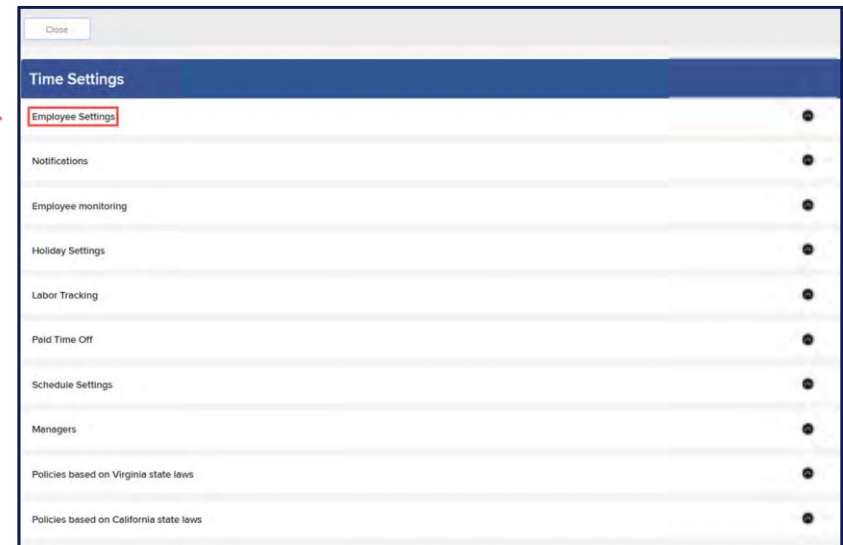 Close
Time Settings
Employee Settings
Notifications
Employee monitoring
Holiday Settings
Labor Tracking
Paid Time Off
Schedule Settings
Managers
Policies based on Virginia state laws
Policies based on California state laws